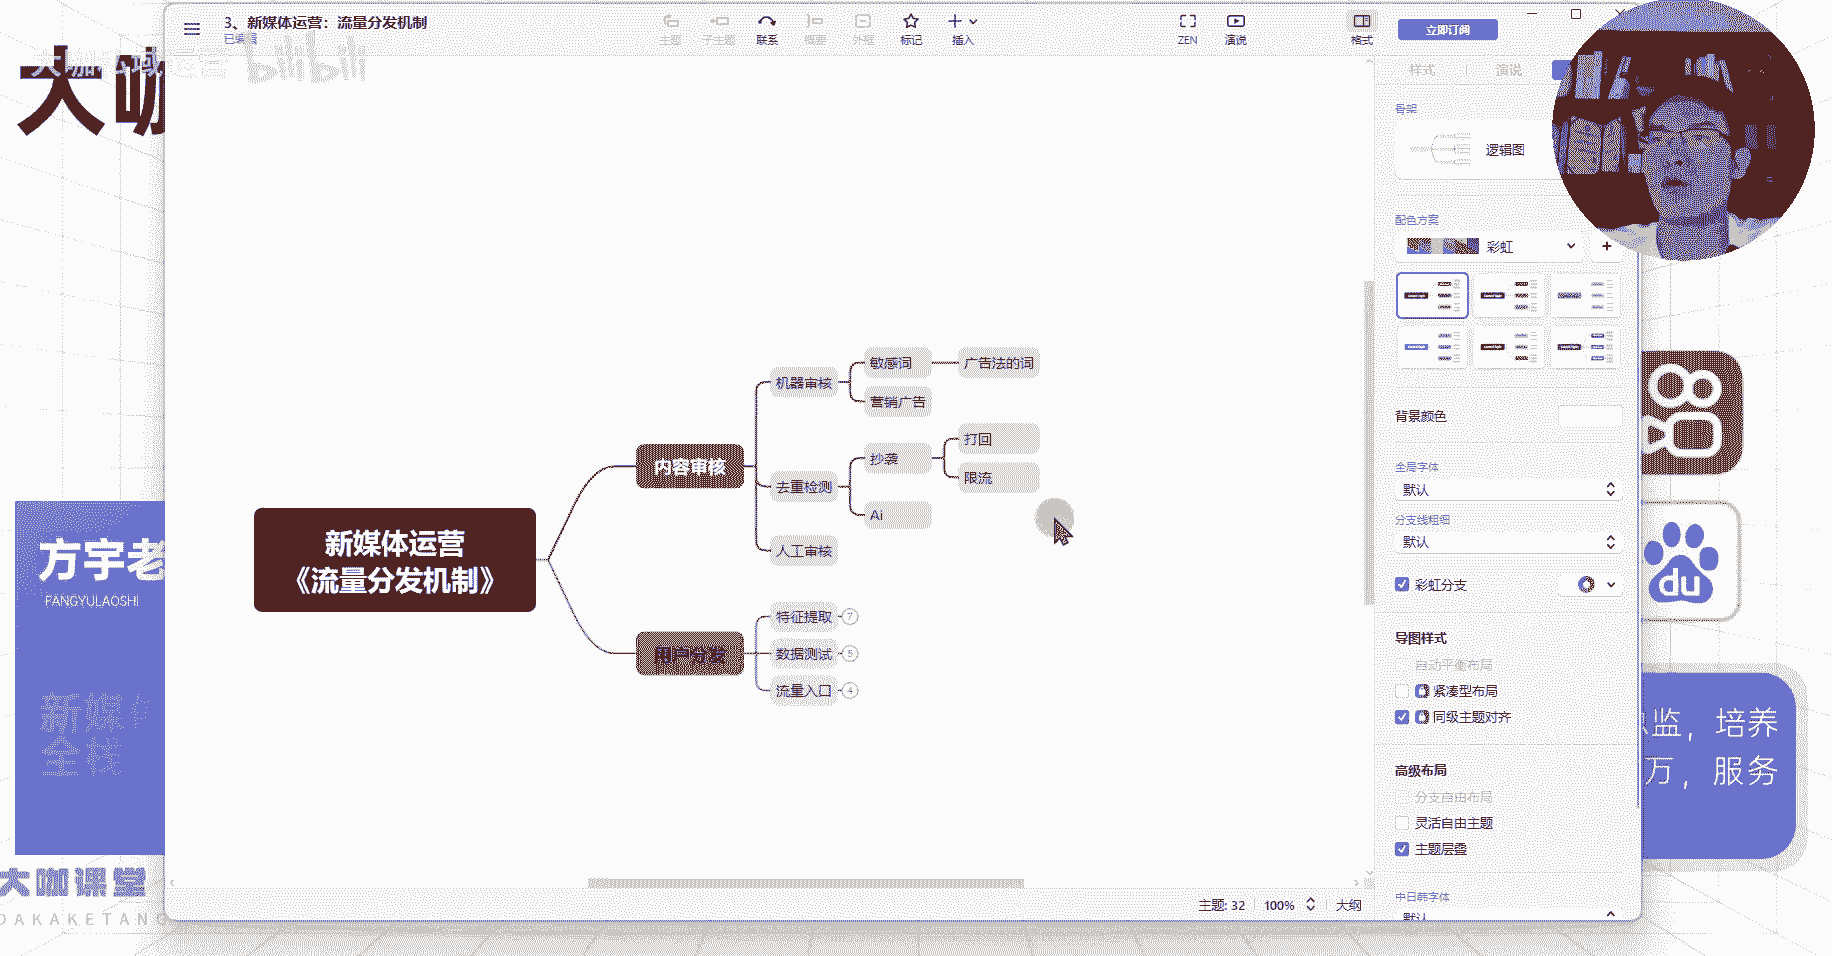 3、新媒体运营：流量分发机制
已编辑
主题
子主题
联系
概要
外框
标记
插入
ZEN
演说
格式
立即订阅
大咖私域运营
bilibili
大咖
样式
演说
骨架
逻辑图
配色方案
彩虹
背景颜色
全局字体
默认
分支线粗细
默认
彩虹分支
导图样式
自动平衡布局
紧凑型布局
同级主题对齐
高级布局
分支自由布局
灵活自由主题
主题层叠
中日韩字体
默认
新媒体运营
《流量分发机制》
内容审核
机器审核
敏感词
广告法的词
营销广告
去重检测
抄袭
打回
限流
Ai
人工审核
用户分发
特征提取
7
数据测试
5
流量入口
4
主题: 32
100%
大纲
方宇老
FANGYULAOSHI
新媒体
全栈
大咖课堂
DAKAKETANG
du
总监，培养
万，服务